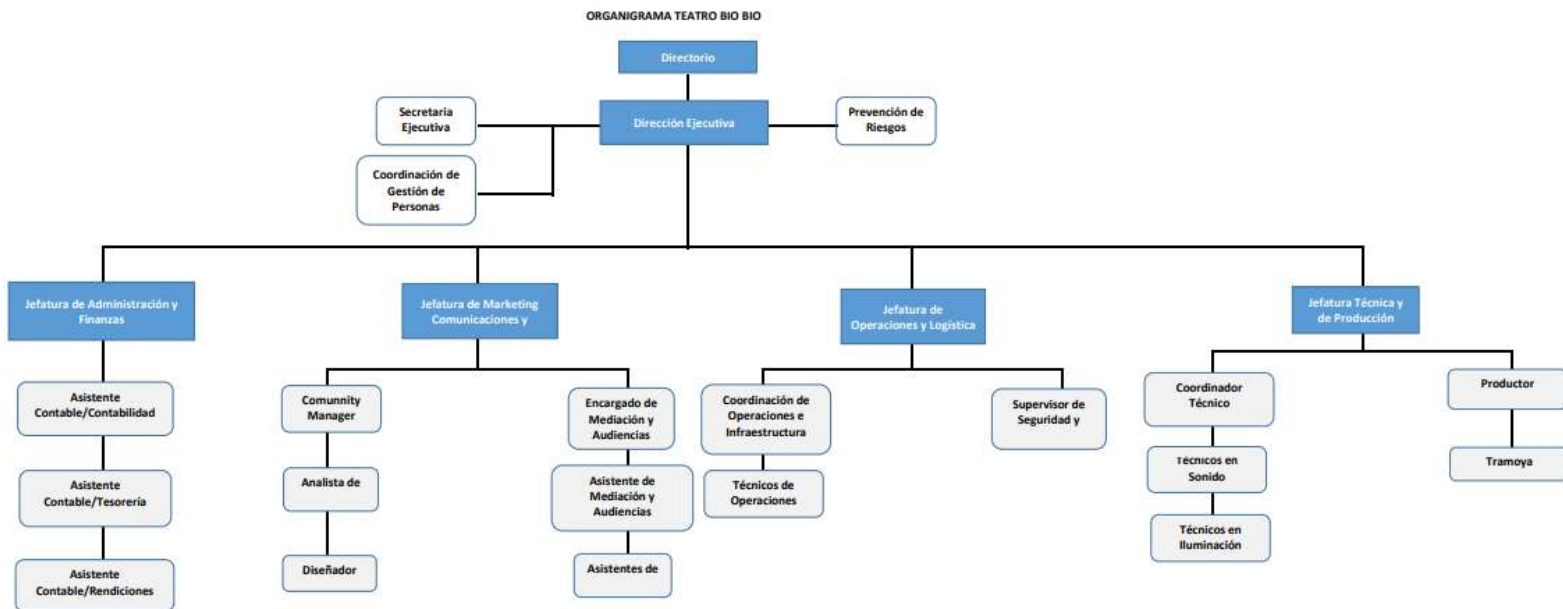 ORGANIGRAMA TEATRO BIO BIO
Directorio
Secretaria
Ejecutiva
Dirección Ejecutiva
Prevención de
Riesgos
Coordinación de
Gestión de
Personas
Jefatura de Administración y
Finanzas
Jefatura de Marketing
Comunicaciones y
Jefatura de
Operaciones y Logística
Jefatura Técnica y
de Producción
Asistente
Contable/Contabilidad
Asistente
Contable/Tesorería
Asistente
Contable/Rendiciones
Comunnity
Manager
Analista de
Diseñador
Encargado de
Mediación y
Audiencias
Asistente de
Mediación y
Audiencias
Asistentes de
Coordinación de
Operaciones e
Infraestructura
Técnicos de
Operaciones
Supervisor de
Seguridad y
Coordinador
Técnico
Técnicos en
Sonido
Técnicos en
Iluminación
Productor
Tramoya